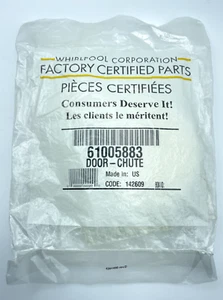 WHIRLPOOL CORPORATION
FACTORY CERTIFIED PARTS
PIÈCES CERTIFIÉES
Consumers Deserve It!
Les clients le méritent!
61005883
DOOR-CHUTE
Made in: US
CODE: 142609